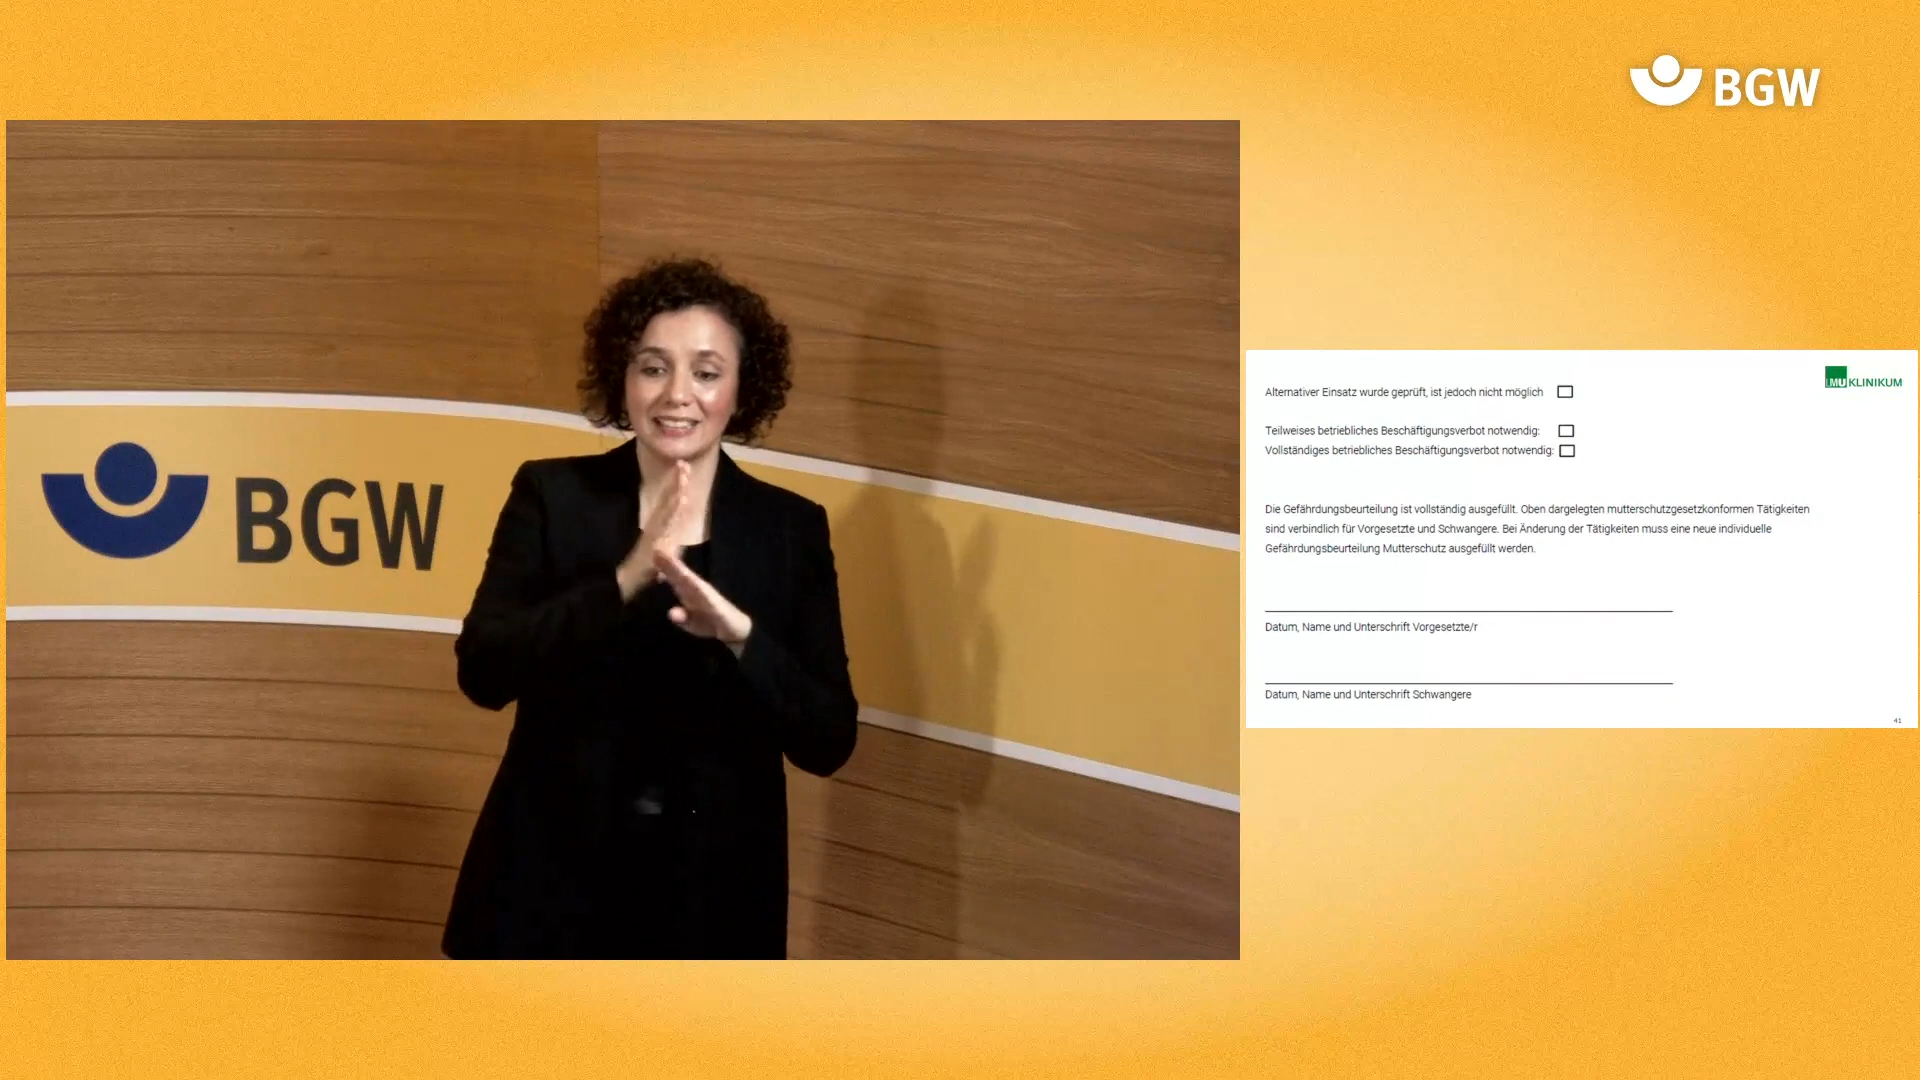 BGW
BGW
LMU KLINIKUM
Alternativer Einsatz wurde geprüft, ist jedoch nicht möglich
Teilweises betriebliches Beschäftigungsverbot notwendig:
Vollständiges betriebliches Beschäftigungsverbot notwendig:
Die Gefährdungsbeurteilung ist vollständig ausgefüllt. Oben dargelegten mutterschutzgesetzkonformen Tätigkeiten
sind verbindlich für Vorgesetzte und Schwangere. Bei Änderung der Tätigkeiten muss eine neue individuelle
Gefährdungsbeurteilung Mutterschutz ausgefüllt werden.
Datum, Name und Unterschrift Vorgesetzte/r
Datum, Name und Unterschrift Schwangere
41